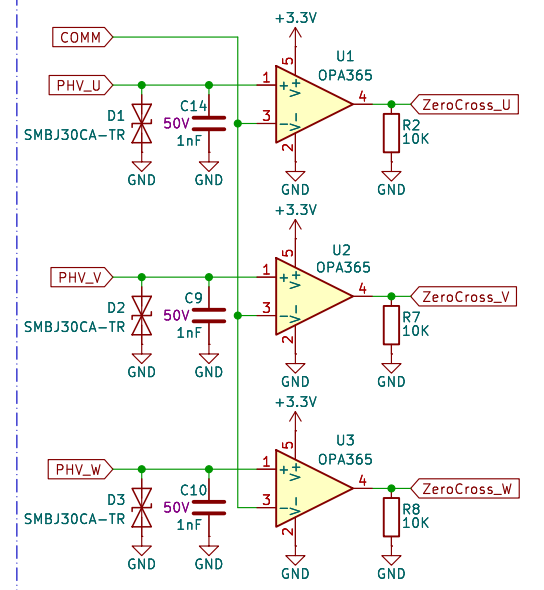 +3.3V
COMM
U1
OPA365
PHV_U
5
1
+
V+
4
ZeroCross_U
D1
SMBJ30CA-TR
C14
50V
1nF
3
−
V-
2
R2
10K
GND
GND
GND
GND
+3.3V
U2
OPA365
PHV_V
5
1
+
V+
4
ZeroCross_V
D2
SMBJ30CA-TR
C9
50V
1nF
3
−
V-
2
R7
10K
GND
GND
GND
GND
+3.3V
U3
OPA365
PHV_W
5
1
+
V+
4
ZeroCross_W
D3
SMBJ30CA-TR
C10
50V
1nF
3
−
V-
2
R8
10K
GND
GND
GND
GND